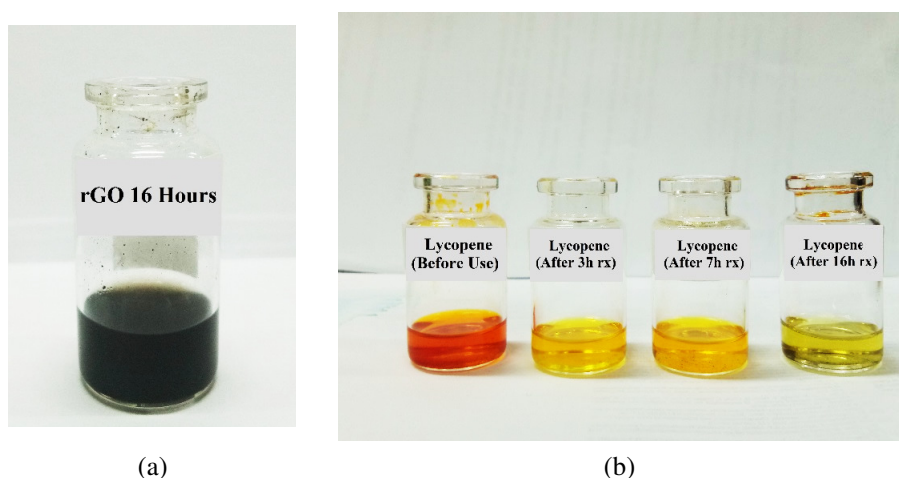 rGO 16 Hours
Lycopene
(Before Use)
Lycopene
(After 3h rx)
Lycopene
(After 7h rx)
Lycopene
(After 16h rx)
(a)
(b)